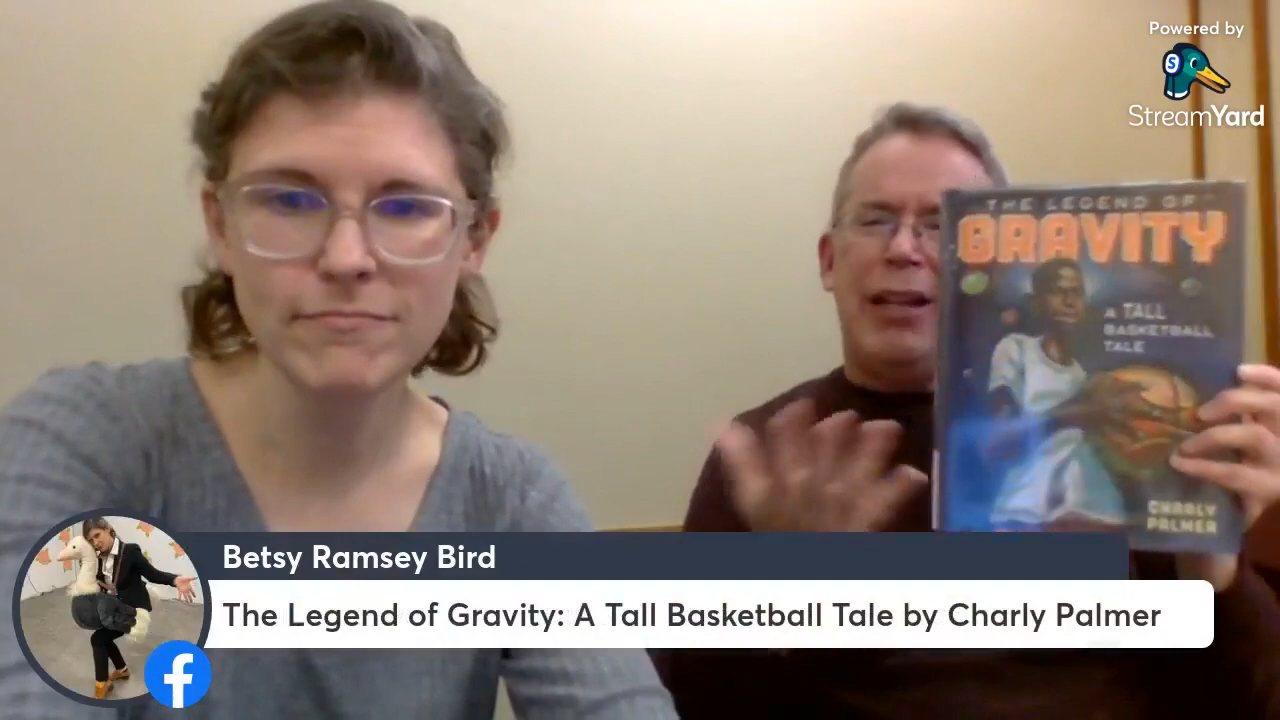 Powered by
S
StreamYard
THE LEGEND OF
GRAVITY
A TALL
BASKETBALL
TALE
CHARLY
PALMER
Betsy Ramsey Bird
The Legend of Gravity: A Tall Basketball Tale by Charly Palmer